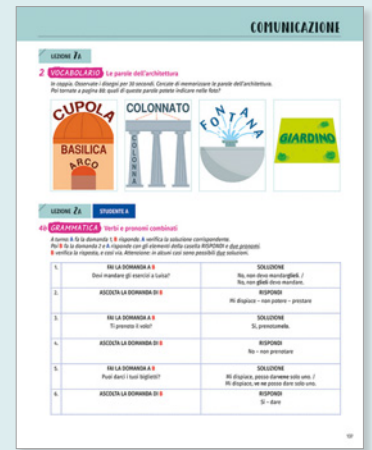 COMUNICAZIONE
LEZIONE 7A
2 VOCABOLARIO Le parole dell'architettura
In coppia. Osservate i disegni per 30 secondi. Cercate di memorizzare le parole dell'architettura.
Poi tornate a pagina 88: quali di queste parole potete indicare nelle foto?
CUPOLA
BASILICA
ARCO
COLONNATO
COLONNA
FONTANA
GIARDINO
LEZIONE 2A STUDENTE A
4b GRAMMATICA Verbi e pronomi combinati
A turno: A fa la domanda 1, B risponde. A verifica la soluzione corrispondente.
Poi B fa la domanda 2 e A risponde con gli elementi della casella RISPONDI e due pronomi.
B verifica la risposta, e così via. Attenzione: in alcuni casi sono possibili due soluzioni.
1. FAI LA DOMANDA A B SOLUZIONE
Devi mandare gli esercizi a Luisa? No, non devo mandarglieli. /
No, non glieli devo mandare.
2. ASCOLTA LA DOMANDA DI B RISPONDI
Mi dispiace – non potere – prestare
3. FAI LA DOMANDA A B SOLUZIONE
Ti prenoto il volo? Sì, prenotamelo.
4. ASCOLTA LA DOMANDA DI B RISPONDI
No – non prenotare
5. FAI LA DOMANDA A B SOLUZIONE
Puoi darci i tuoi biglietti? Mi dispiace, posso darvene solo uno. /
Mi dispiace, ve ne posso dare solo uno.
6. ASCOLTA LA DOMANDA DI B RISPONDI
Sì – dare